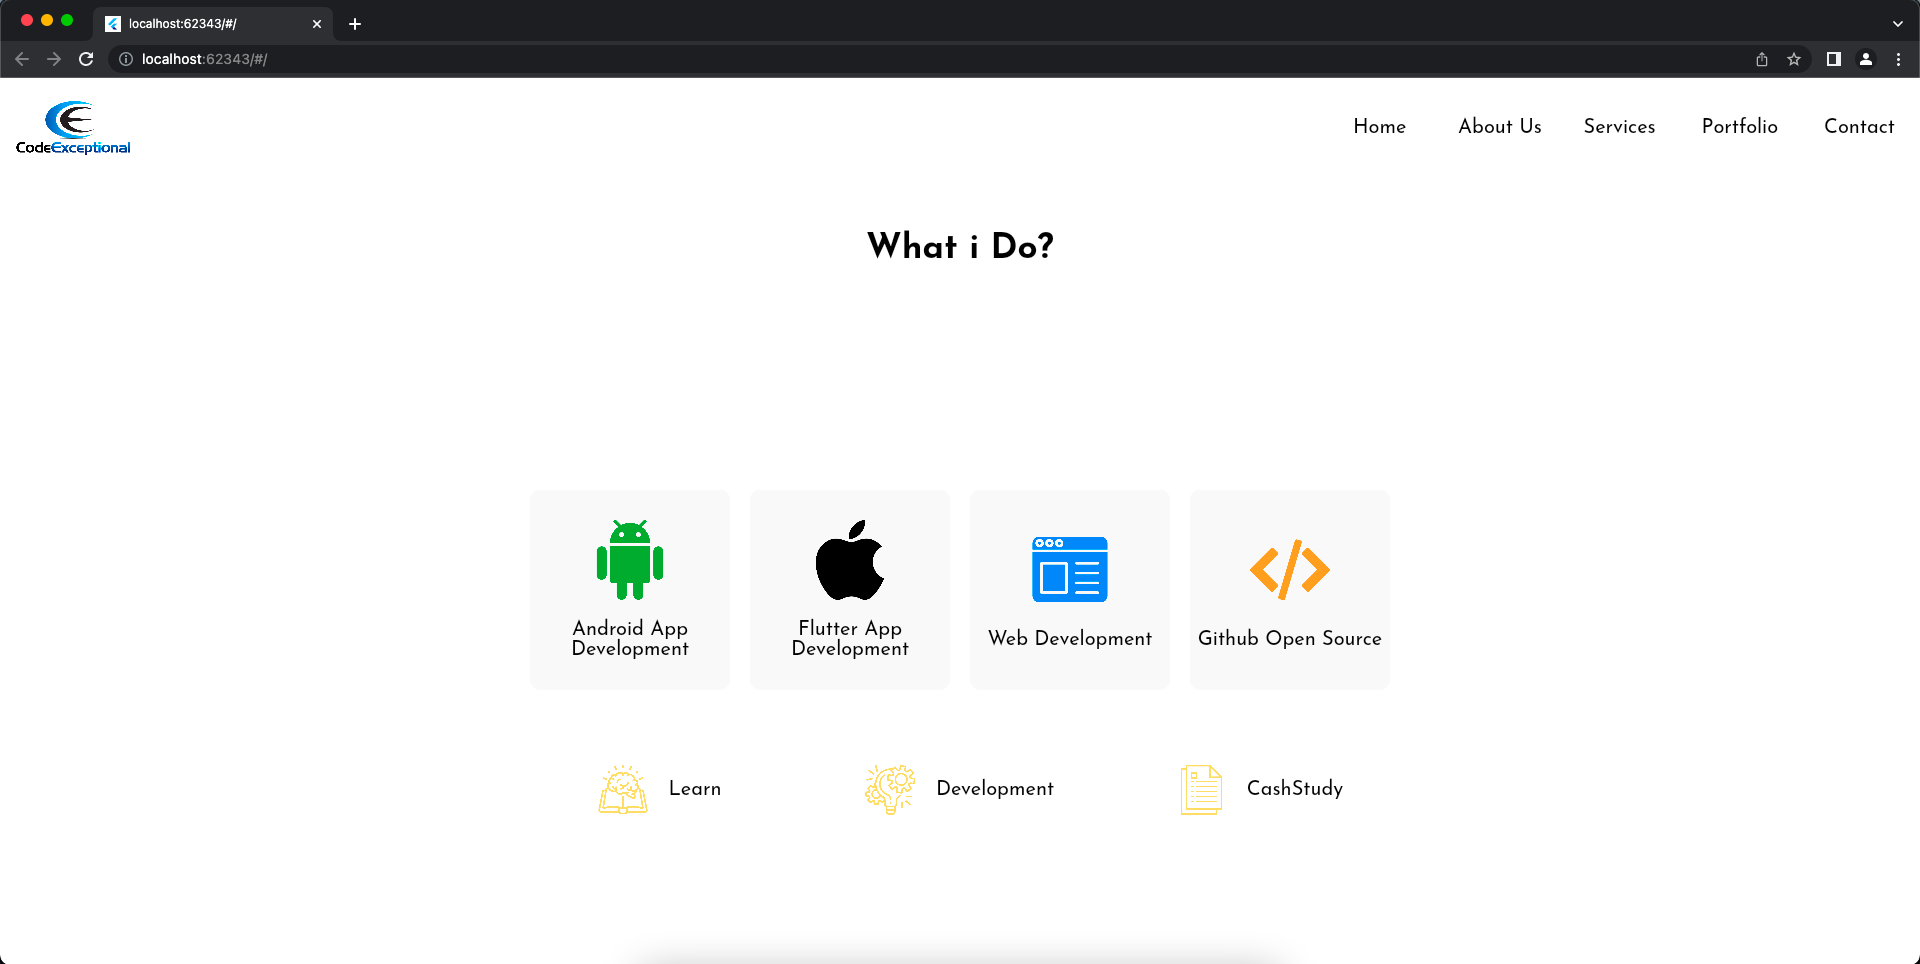 localhost:62343/#/
localhost:62343/#/
CodeExceptional
Home About Us Services Portfolio Contact
What i Do?
Android App
Development
Flutter App
Development
Web Development
Github Open Source
Learn
Development
CashStudy